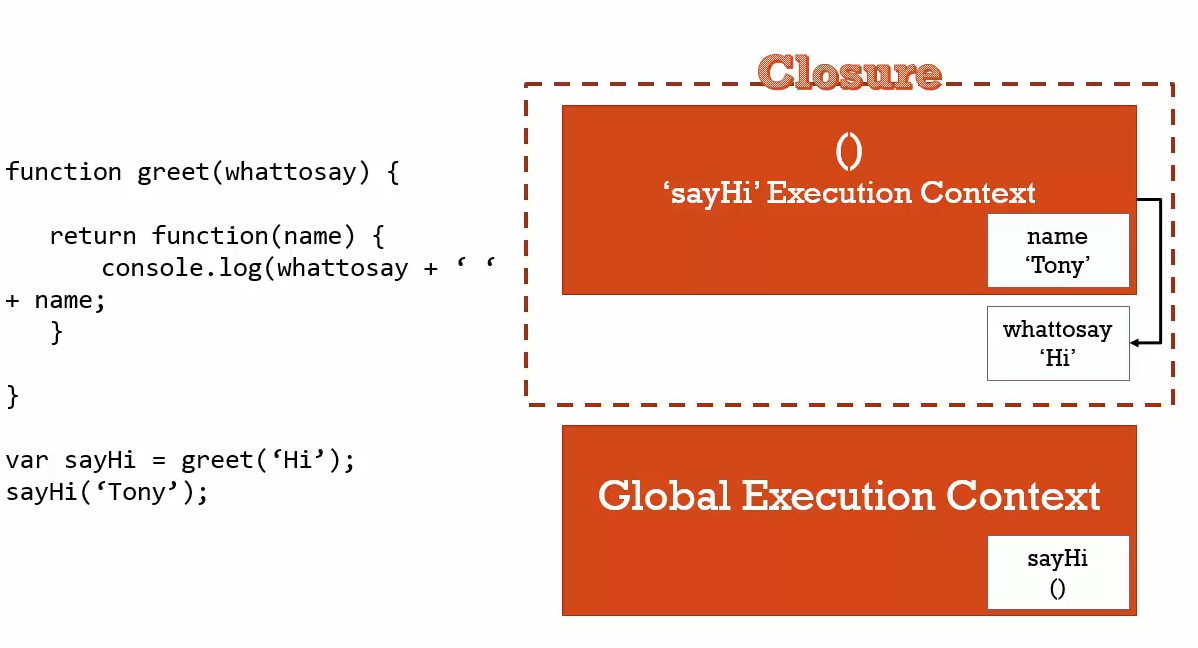 function greet(whattosay) {
return function(name) {
console.log(whattosay + ‘ ‘
+ name;
}
}
var sayHi = greet(‘Hi’);
sayHi(‘Tony’);
Closure
()
‘sayHi’ Execution Context
name
‘Tony’
whattosay
‘Hi’
Global Execution Context
sayHi
()